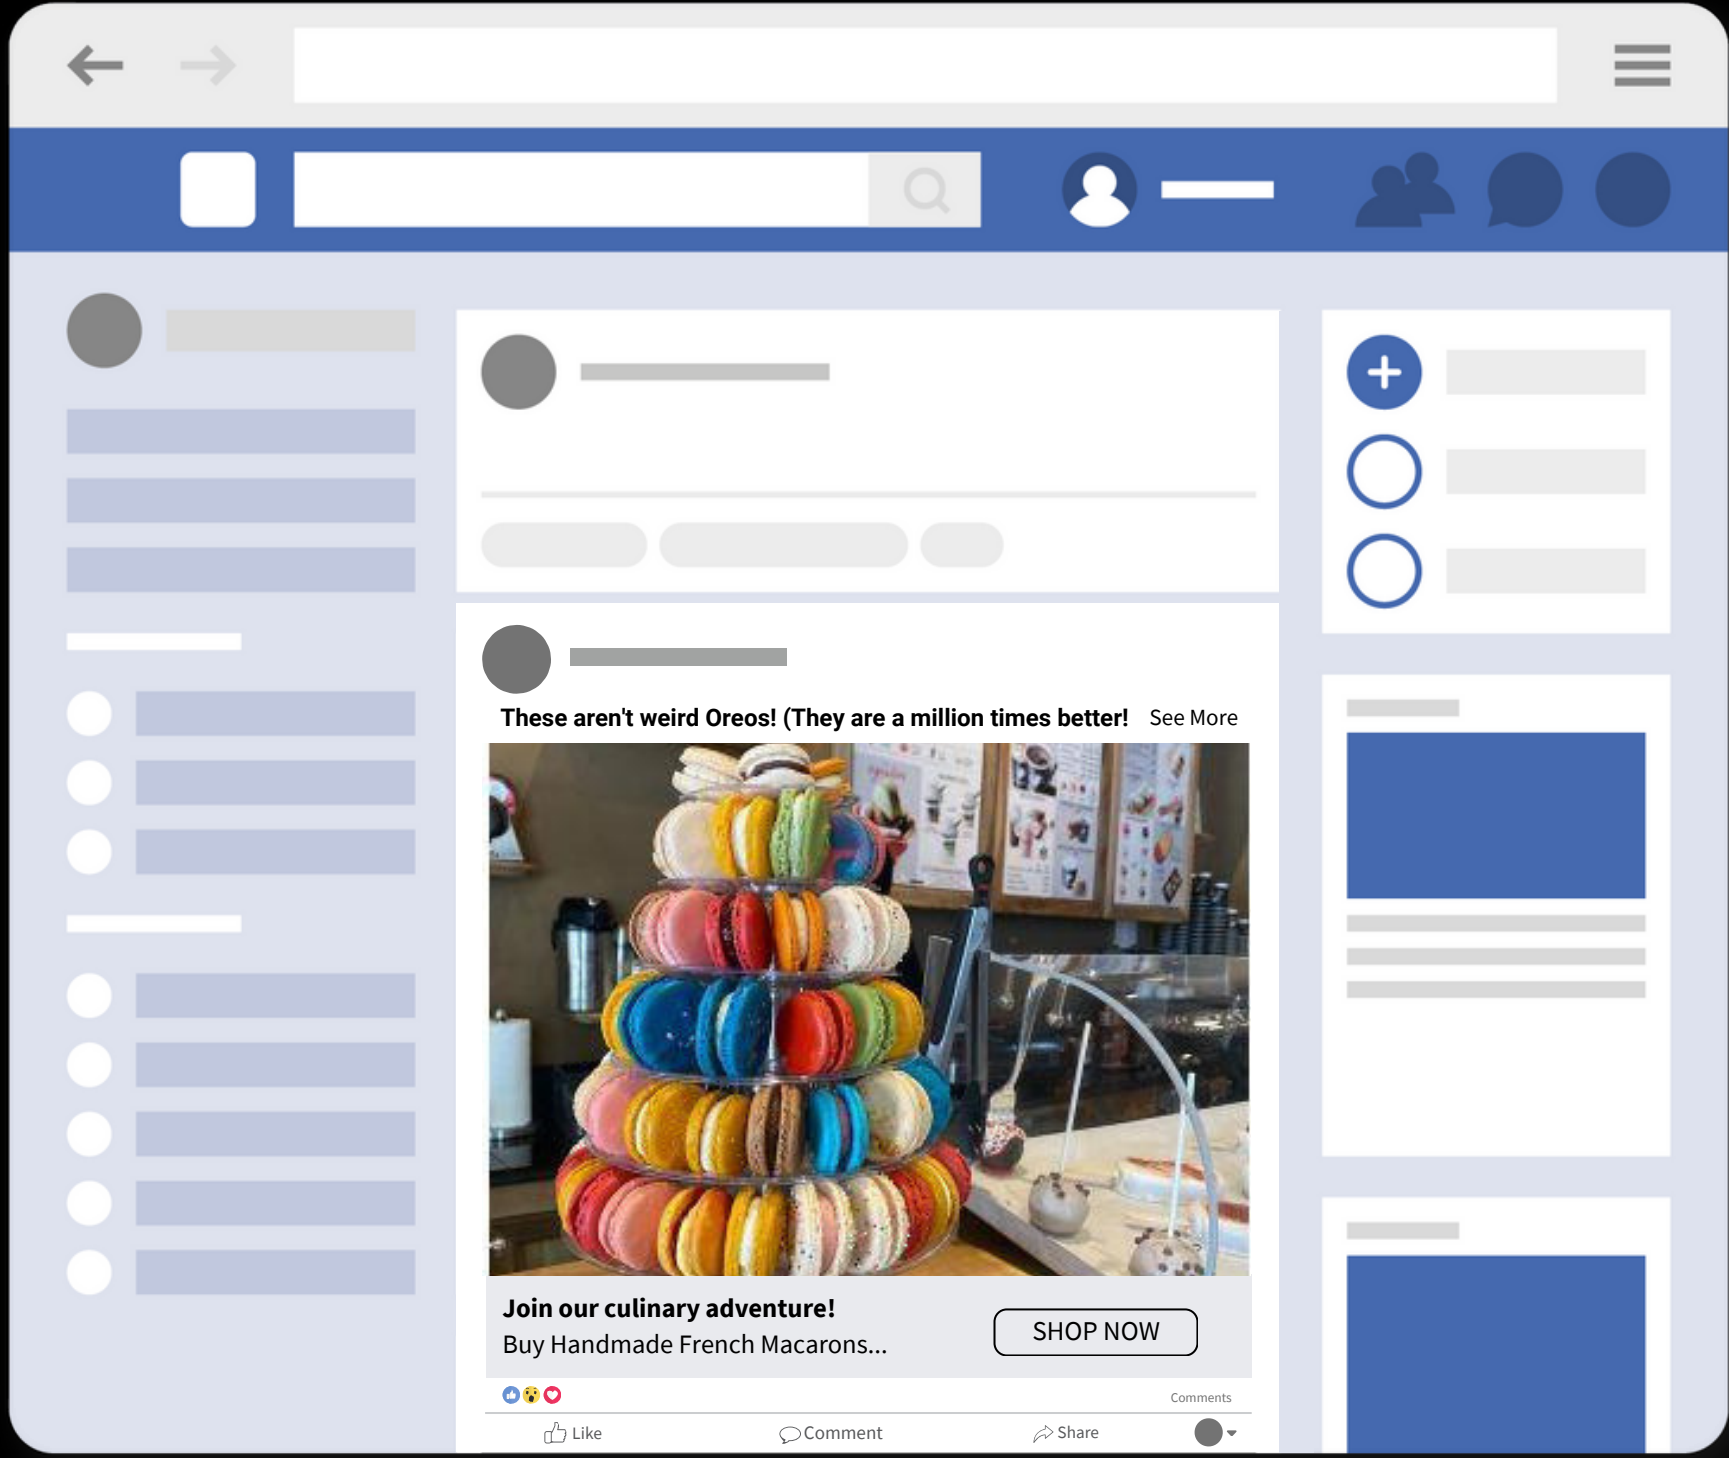 These aren't weird Oreos! (They are a million times better! See More
Join our culinary adventure!
Buy Handmade French Macarons...
SHOP NOW
Comments
Like
Comment
Share